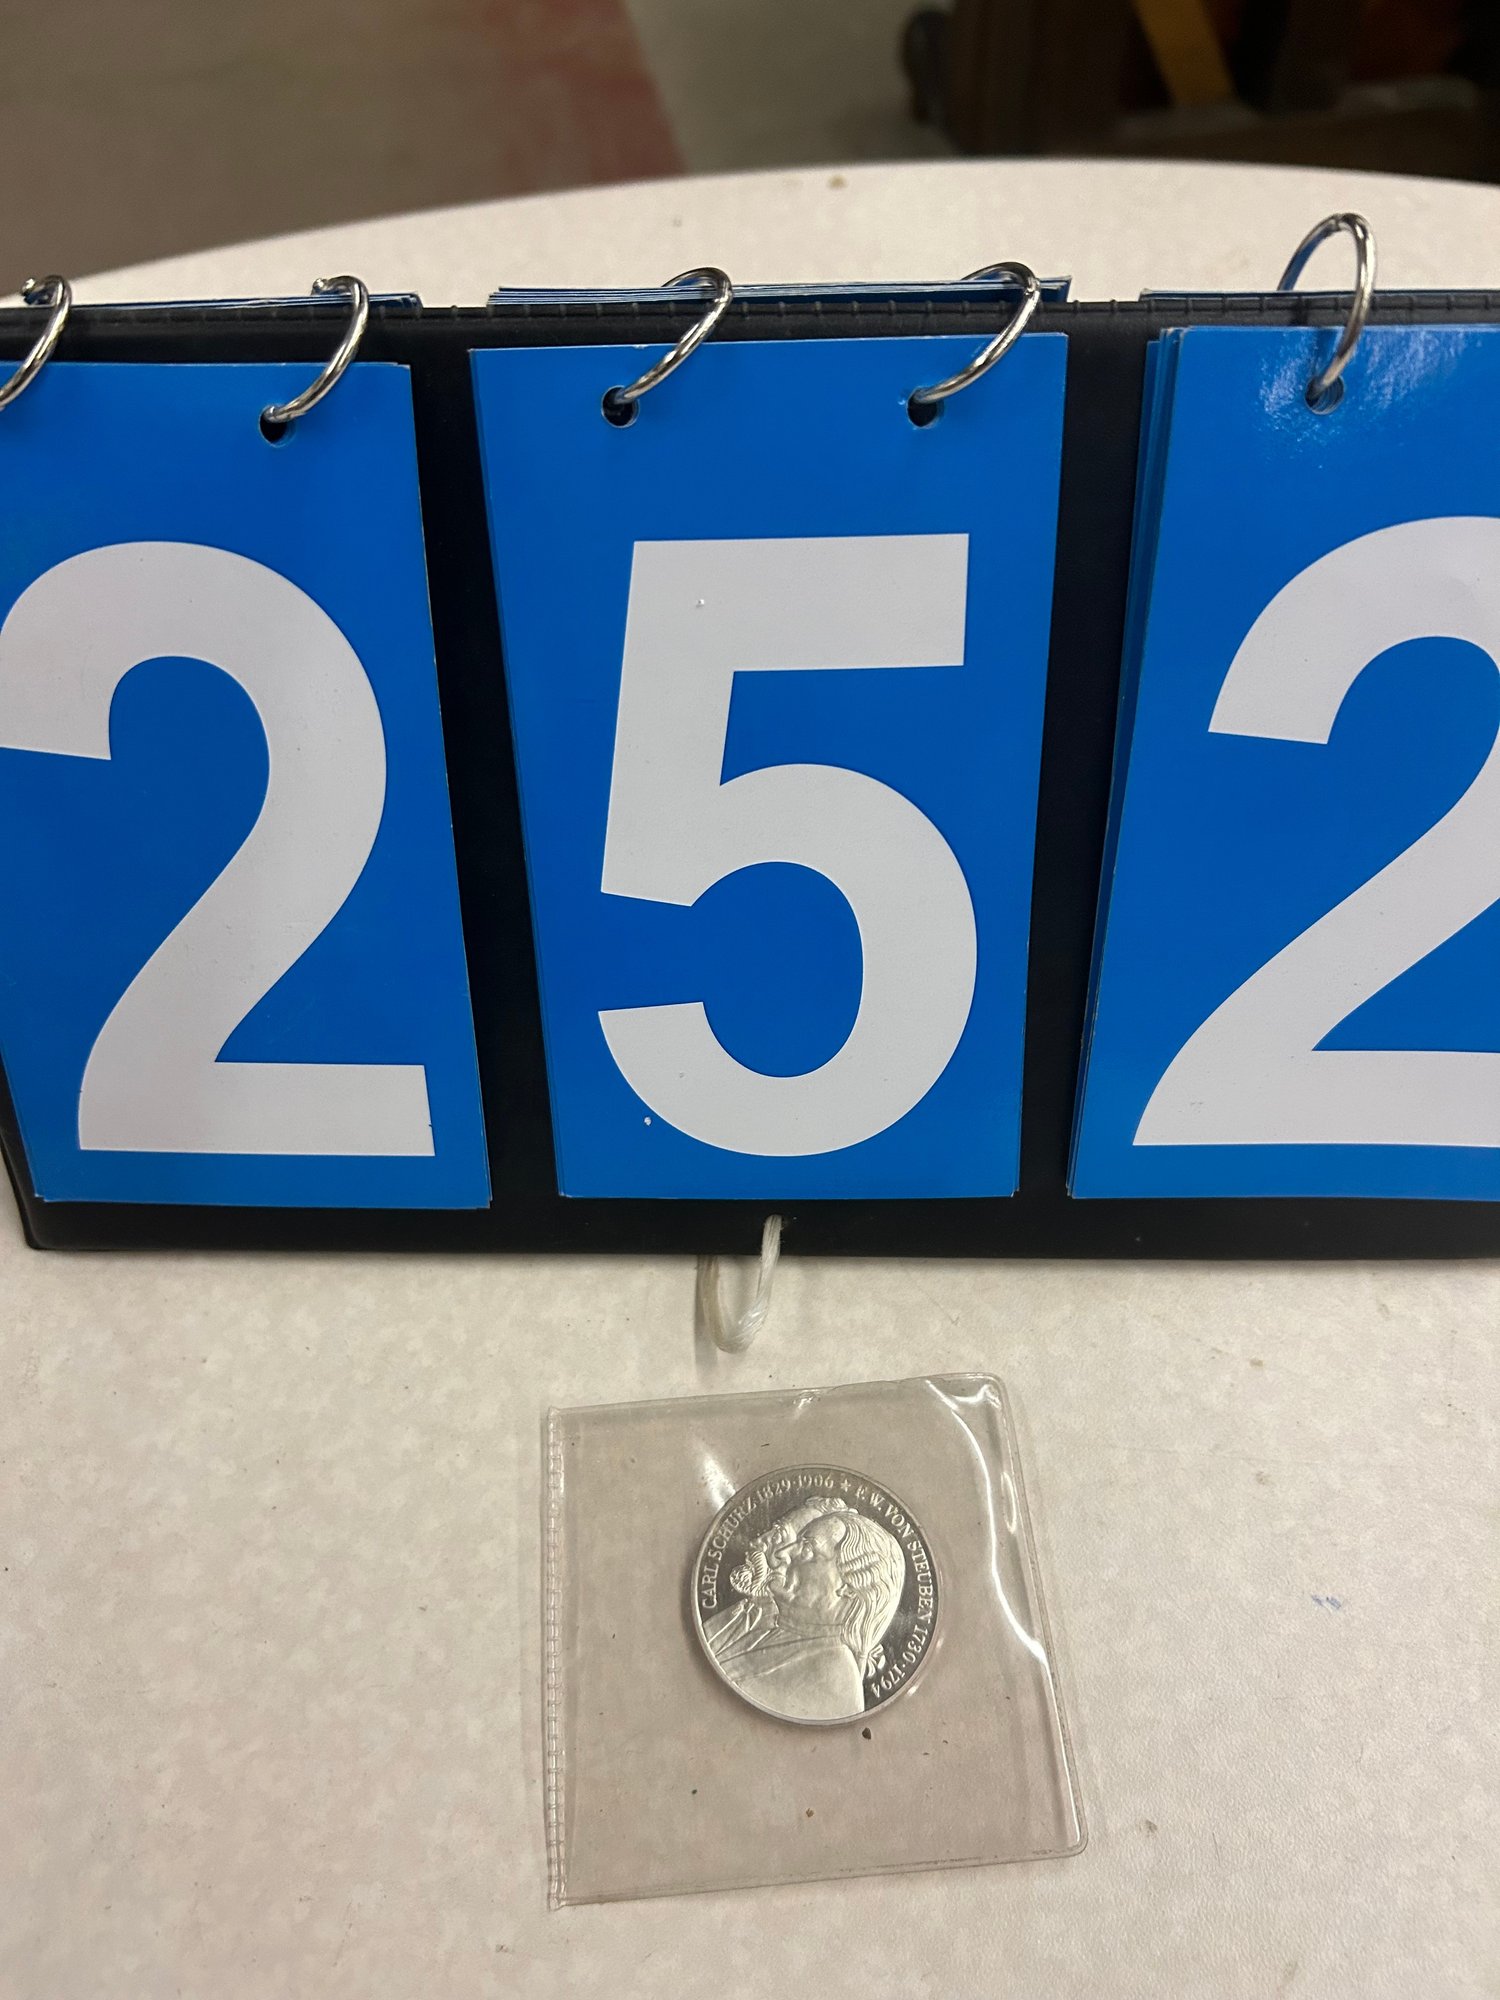 252
CARL SCHURZ 1829·1906 ★ F.W. VON STEUBEN 1730·1794